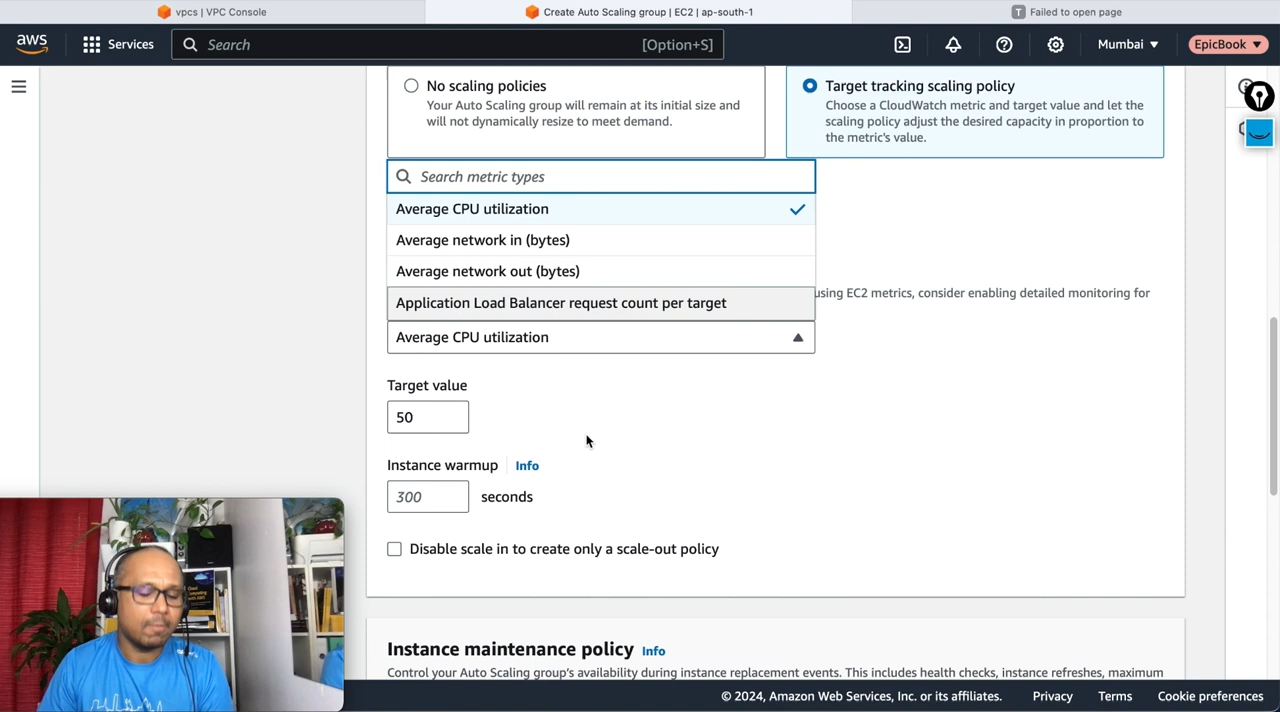 vpcs | VPC Console
Create Auto Scaling group | EC2 | ap-south-1
T Failed to open page
aws
Services
Search
[Option+S]
Mumbai ▼
EpicBook ▼
No scaling policies
Your Auto Scaling group will remain at its initial size and
will not dynamically resize to meet demand.
Target tracking scaling policy
Choose a CloudWatch metric and target value and let the
scaling policy adjust the desired capacity in proportion to
the metric's value.
Search metric types
Average CPU utilization
Average network in (bytes)
Average network out (bytes)
Application Load Balancer request count per target
using EC2 metrics, consider enabling detailed monitoring for
Average CPU utilization
Target value
50
Instance warmup
Info
300
seconds
Disable scale in to create only a scale-out policy
Instance maintenance policy
Info
Control your Auto Scaling group's availability during instance replacement events. This includes health checks, instance refreshes, maximum
© 2024, Amazon Web Services, Inc. or its affiliates.
Privacy
Terms
Cookie preferences